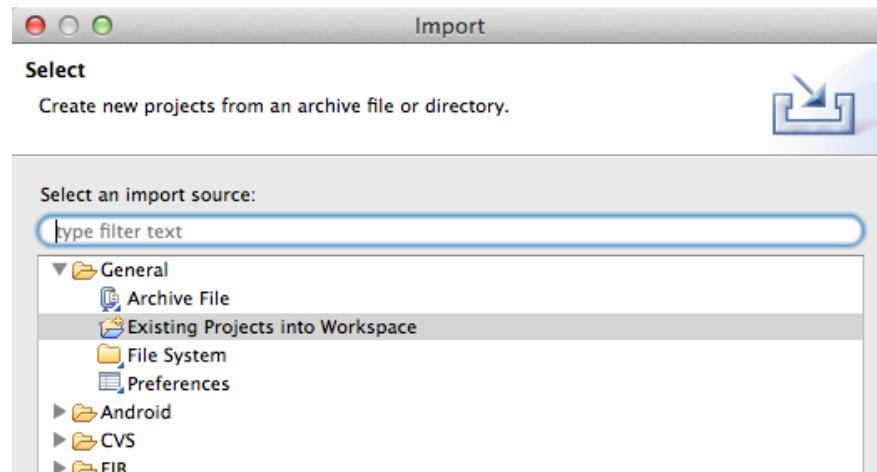 Import
Select
Create new projects from an archive file or directory.
Select an import source:
type filter text
General
Archive File
Existing Projects into Workspace
File System
Preferences
Android
CVS
EJB